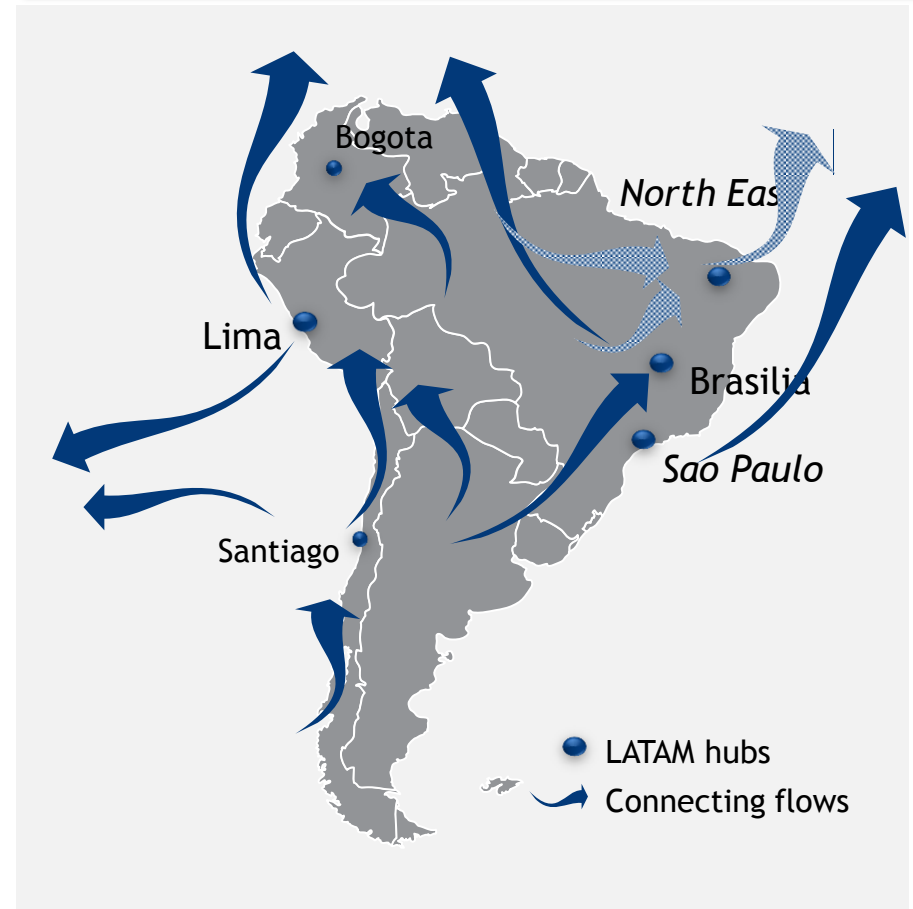 Bogota
North Eas
Lima
Brasilia
Sao Paulo
Santiago
LATAM hubs
Connecting flows